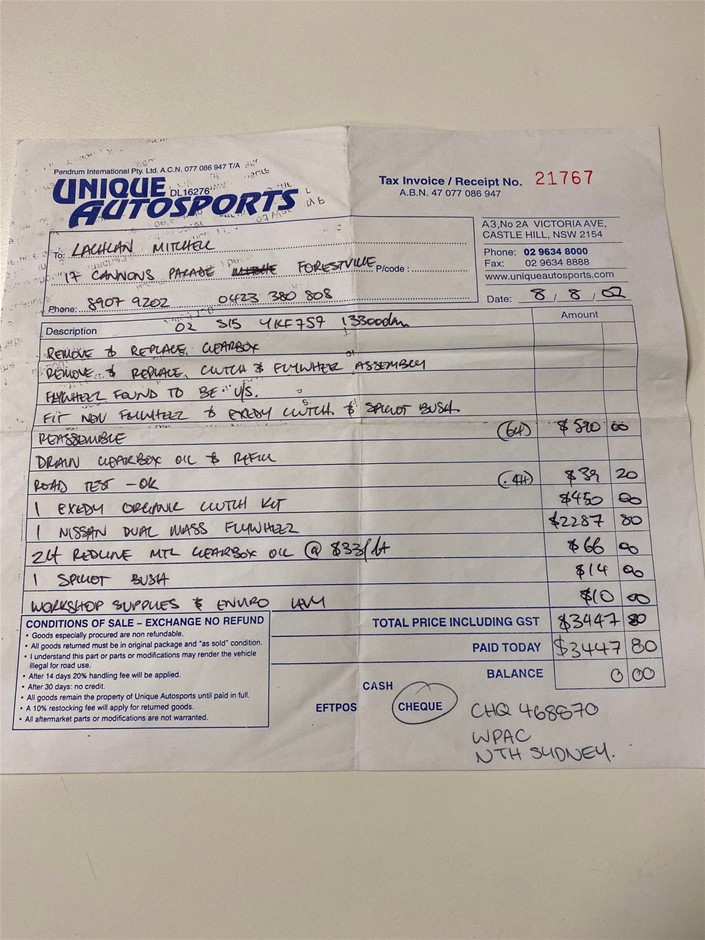 Pendrum International Pty. Ltd. A.C.N. 077 086 947 T/A
UNIQUE AUTOSPORTS
DL16276
Tax Invoice / Receipt No. 21767
A.B.N. 47 077 086 947
A3,No 2A VICTORIA AVE,
CASTLE HILL, NSW 2154
Phone: 02 9634 8000
Fax: 02 9634 8888
www.uniqueautosports.com
Date: 8 / 8 / 02
To: LACHLAN MITCHELL
17 CANNONS PARADE FORESTVILLE P/code :
Phone: 8907 9202 0423 380 808
Description 02 S15 YKF757 Amount
REMOVE & REPLACE GEARBOX
REMOVE & REPLACE CLUTCH & FLYWHEEL ASSEMBLY
FLYWHEEL FOUND TO BE U/S.
FIT NEW FLYWHEEL & EXEDY CLUTCH & SPIGOT BUSH
REASSEMBLE $590 00
DRAIN GEARBOX OIL & REFILL
ROAD TEST - OK (.4H) $39 20
1 EXEDY ORGANIC CLUTCH KIT $450 00
1 NISSAN DUAL MASS FLYWHEEL $2287 80
2LT REDLINE MTL GEARBOX OIL @ $33/LT $66 00
1 SPIGOT BUSH $14 00
WORKSHOP SUPPLIES & ENVIRO LEVY $10 00
CONDITIONS OF SALE – EXCHANGE NO REFUND
• Goods especially procured are non refundable.
• All goods returned must be in original package and "as sold" condition.
• I understand this part or parts or modifications may render the vehicle
illegal for road use.
• After 14 days 20% handling fee will be applied.
• After 30 days: no credit.
• All goods remain the property of Unique Autosports until paid in full.
• A 10% restocking fee will apply for returned goods.
• All aftermarket parts or modifications are not warranted.
TOTAL PRICE INCLUDING GST $3447 80
PAID TODAY $3447 80
BALANCE 0 00
CASH
EFTPOS CHEQUE
CHQ 468870
WPAC
NTH SYDNEY.